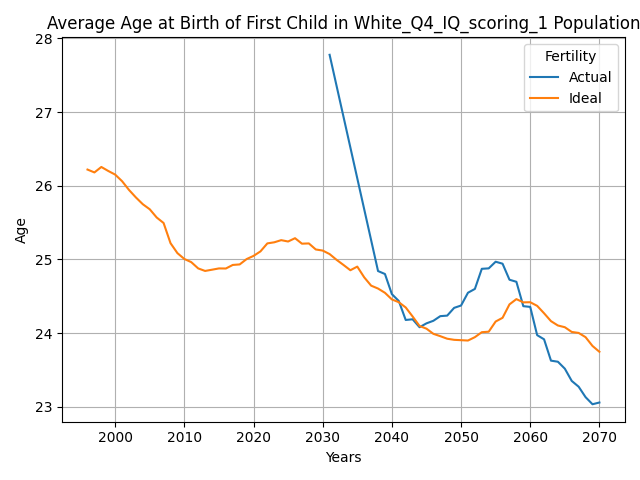 Average Age at Birth of First Child in White_Q4_IQ_scoring_1 Population
Fertility
Actual
Ideal
28
27
26
25
24
23
Age
2000
2010
2020
2030
2040
2050
2060
2070
Years